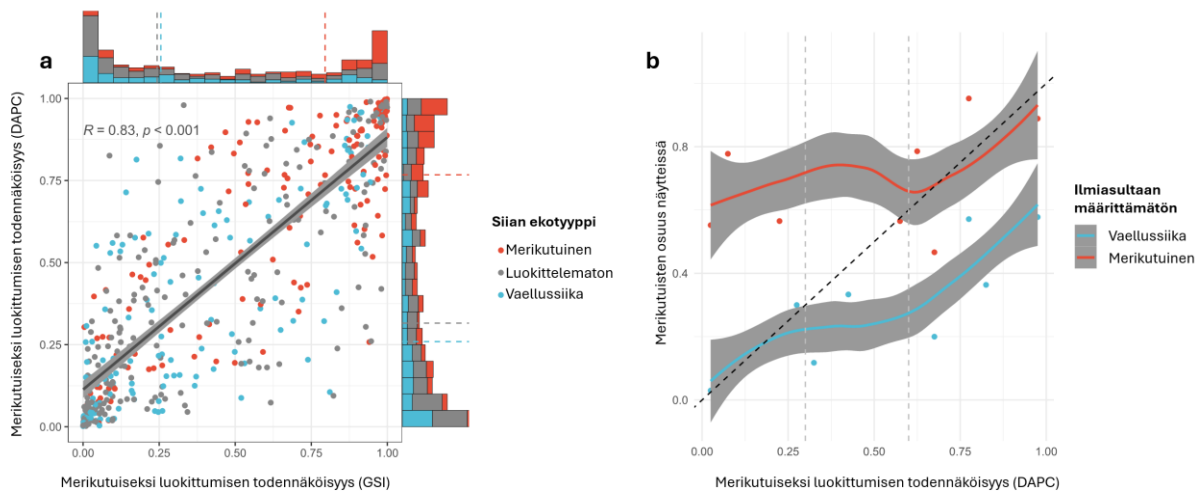 a
R = 0.83, p < 0.001
1.00
0.75
0.50
0.25
0.00
Merikutuiseksi luokittumisen todennäköisyys (DAPC)
0.00
0.25
0.50
0.75
1.00
Merikutuiseksi luokittumisen todennäköisyys (GSI)
Siian ekotyyppi
Merikutuinen
Luokittelematon
Vaellussiika
b
0.8
0.4
0.0
Merikutuisten osuus näytteissä
0.00
0.25
0.50
0.75
1.00
Merikutuiseksi luokittumisen todennäköisyys (DAPC)
Ilmiasultaan
määrittämätön
Vaellussiika
Merikutuinen